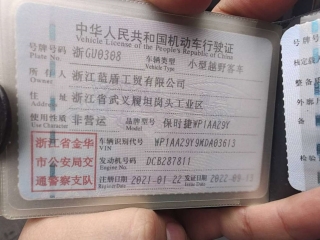 中华人民共和国机动车行驶证
Vehicle License of the People's Republic of China
号牌号码 浙GU0308 车辆类型 小型越野客车
Plate No. Vehicle Type
所有人 浙江蓝盾工贸有限公司
Owner
住址 浙江省武义履坦岗头工业区
Address
使用性质 非营运 品牌型号 保时捷WP1AA29Y
Use Character Model
浙江省金华 车辆识别代号 WP1AA29Y9KDA03613
VIN
市公安局交 发动机号码 DCB287811
Engine No.
通警察支队 注册日期 2021-01-22 发证日期 2022-09-13
Register Date Issue Date